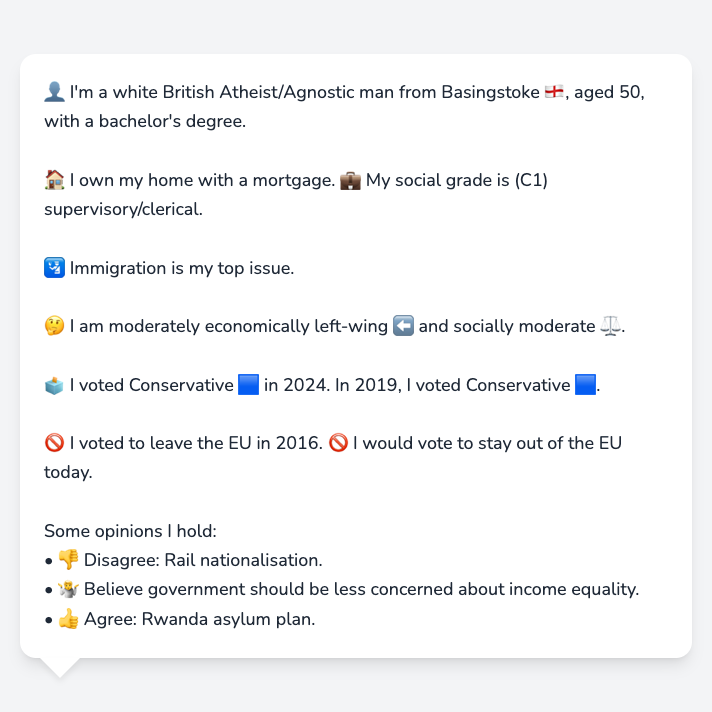 👤 I'm a white British Atheist/Agnostic man from Basingstoke 🏴󠁧󠁢󠁥󠁮󠁧󠁿, aged 50,
with a bachelor's degree.
🏠 I own my home with a mortgage. 💼 My social grade is (C1)
supervisory/clerical.
🛂 Immigration is my top issue.
🤔 I am moderately economically left-wing ⬅️ and socially moderate ⚖️.
🗳️ I voted Conservative 🟦 in 2024. In 2019, I voted Conservative 🟦.
🚫 I voted to leave the EU in 2016. 🚫 I would vote to stay out of the EU
today.
Some opinions I hold:
• 👎 Disagree: Rail nationalisation.
• 🤷 Believe government should be less concerned about income equality.
• 👍 Agree: Rwanda asylum plan.